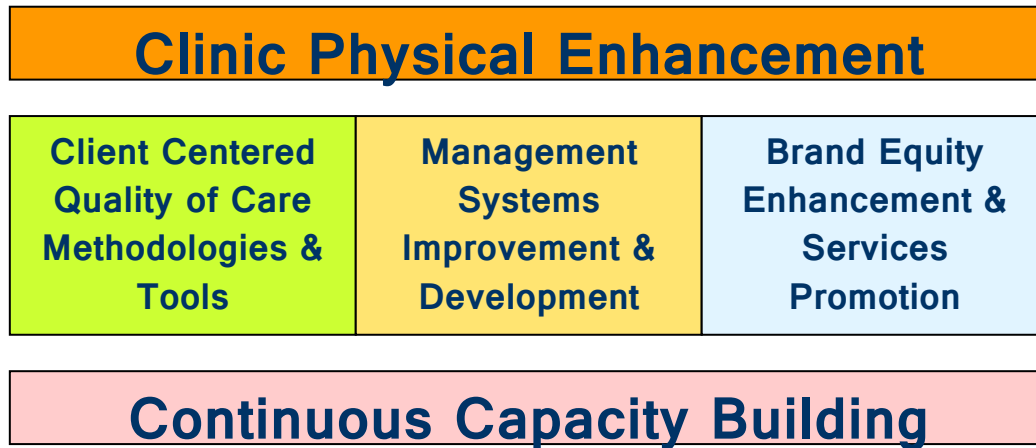 Clinic Physical Enhancement
Client Centered
Quality of Care
Methodologies &
Tools
Management
Systems
Improvement &
Development
Brand Equity
Enhancement &
Services
Promotion
Continuous Capacity Building